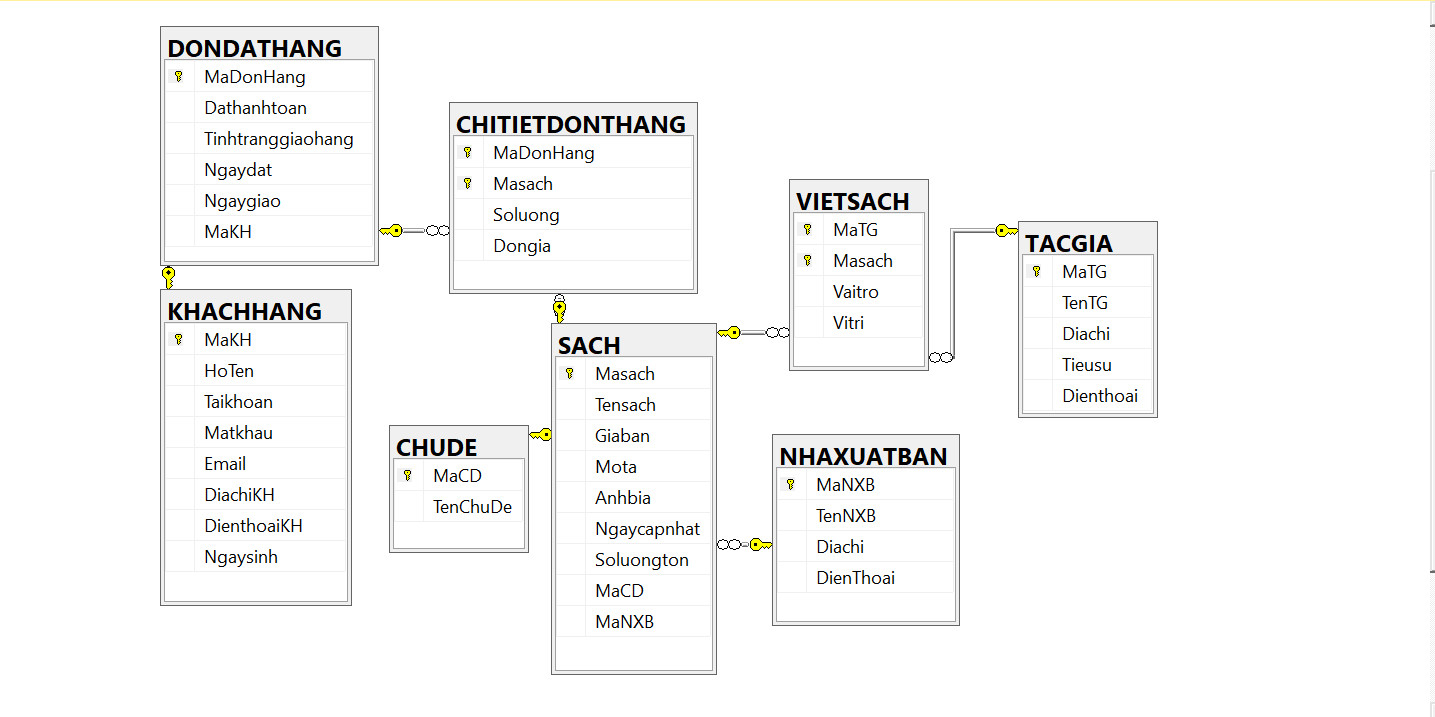 DONDATHANG
MaDonHang
Dathanhtoan
Tinhtranggiaohang
Ngaydat
Ngaygiao
MaKH
KHACHHANG
MaKH
HoTen
Taikhoan
Matkhau
Email
DiachiKH
DienthoaiKH
Ngaysinh
CHITIETDONTHANG
MaDonHang
Masach
Soluong
Dongia
CHUDE
MaCD
TenChuDe
SACH
Masach
Tensach
Giaban
Mota
Anhbia
Ngaycapnhat
Soluongton
MaCD
MaNXB
VIETSACH
MaTG
Masach
Vaitro
Vitri
NHAXUATBAN
MaNXB
TenNXB
Diachi
DienThoai
TACGIA
MaTG
TenTG
Diachi
Tieusu
Dienthoai